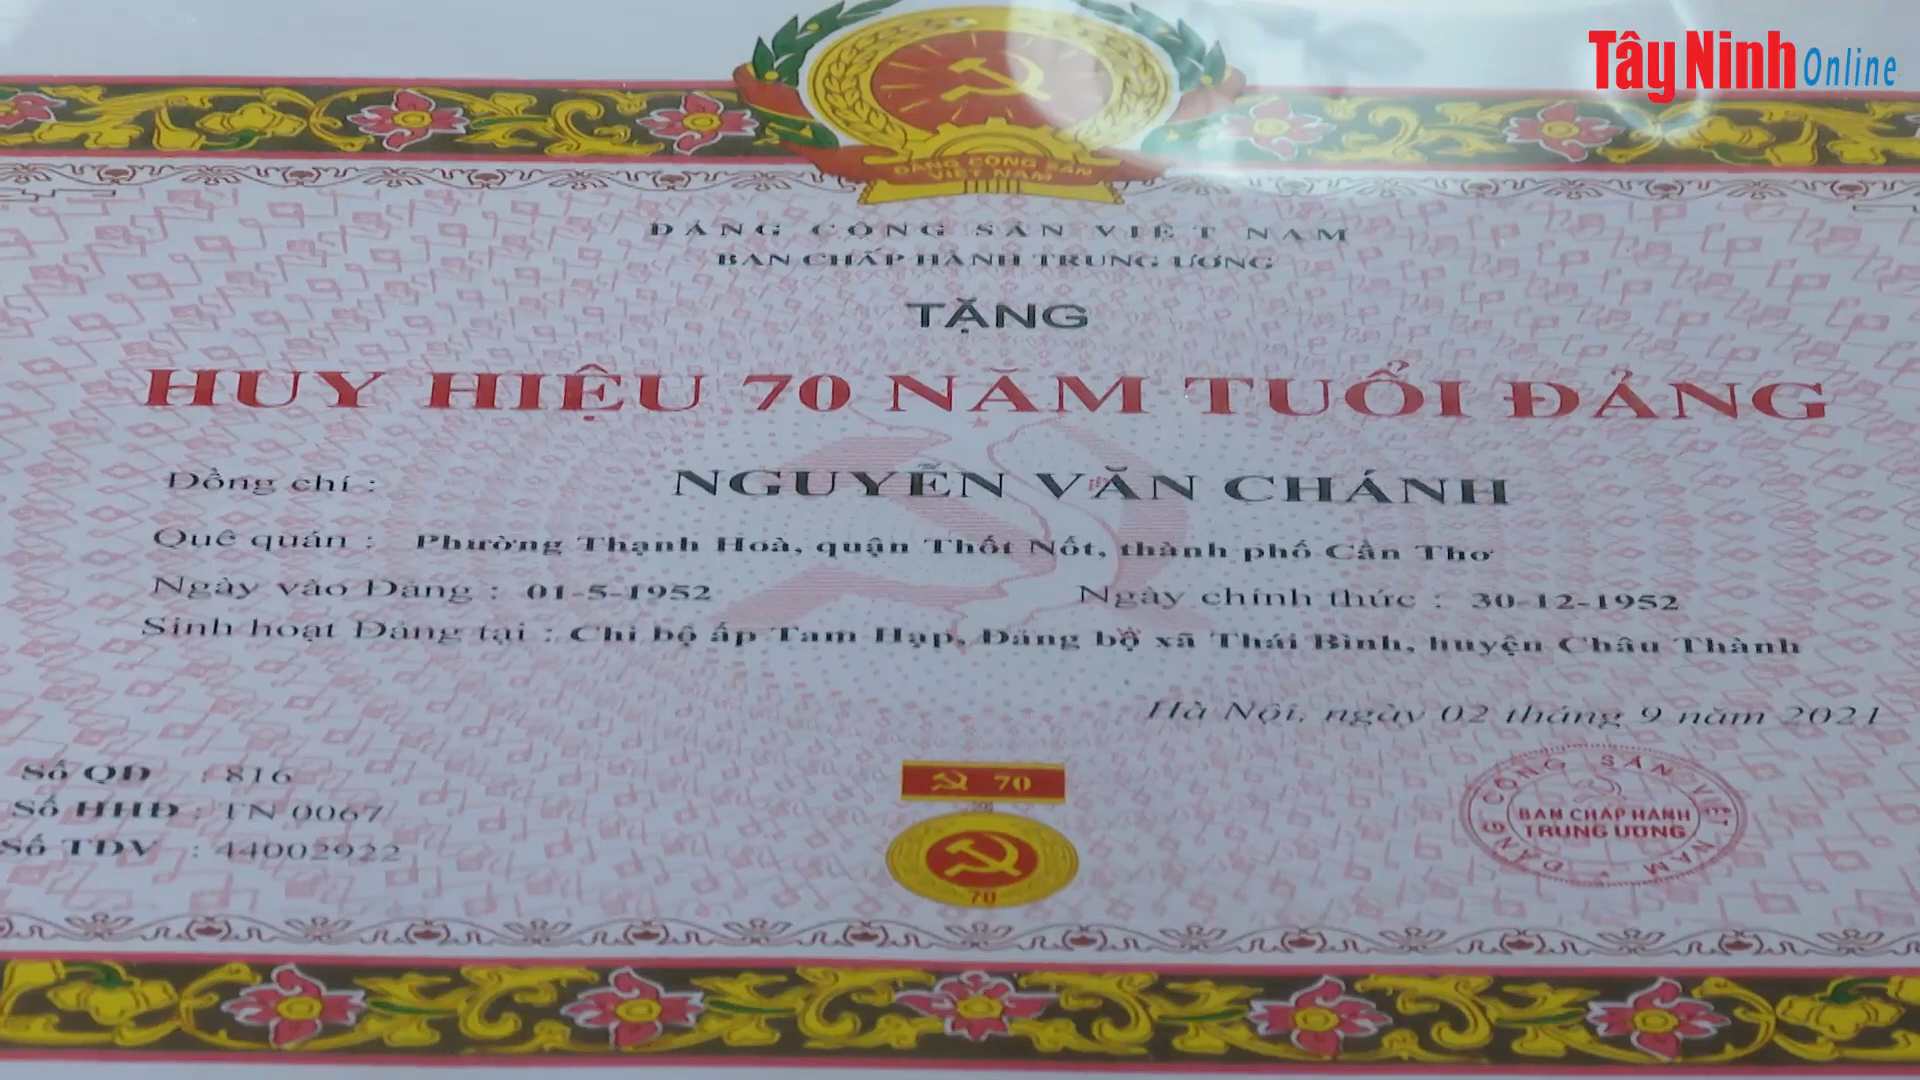 Tây Ninh Online
ĐẢNG CỘNG SẢN
VIỆT NAM
ĐẢNG CỘNG SẢN VIỆT NAM
BAN CHẤP HÀNH TRUNG ƯƠNG
TẶNG
HUY HIỆU 70 NĂM TUỔI ĐẢNG
Đồng chí : NGUYỄN VĂN CHÁNH
Quê quán : Phường Thạnh Hoà, quận Thốt Nốt, thành phố Cần Thơ
Ngày vào Đảng : 01-5-1952 Ngày chính thức : 30-12-1952
Sinh hoạt Đảng tại : Chi bộ ấp Tam Hạp, Đảng bộ xã Thái Bình, huyện Châu Thành
Hà Nội, ngày 02 tháng 9 năm 2021
Số QĐ : 816
Số HHĐ : TN 0067
Số TĐV : 44002922
70
70
ĐẢNG CỘNG SẢN VIỆT NAM
BAN CHẤP HÀNH
TRUNG ƯƠNG